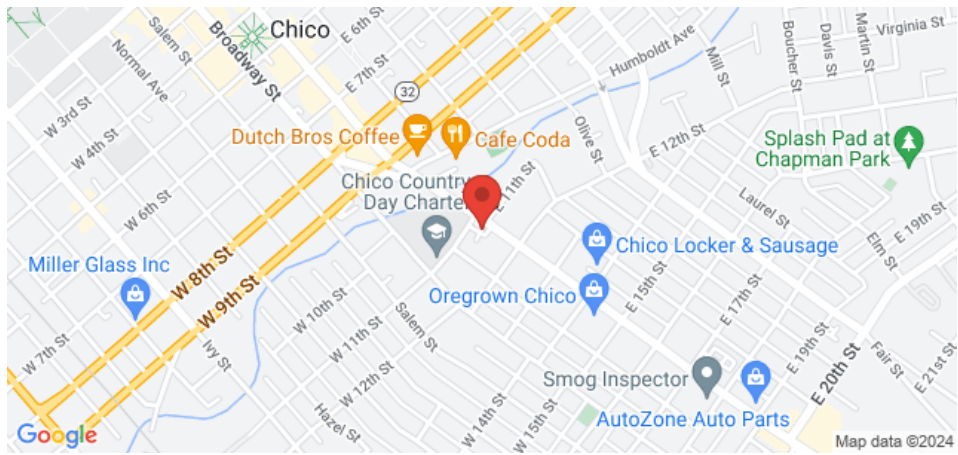 Chico
Salem St
Broadway St
Normal Ave
E 6th St
E 7th St
32
Humboldt Ave
Mill St
Boucher St
Davis St
Martin St
Virginia St
W 3rd St
W 4th St
Dutch Bros Coffee
Cafe Coda
Olive St
E 12th St
Splash Pad at
Chapman Park
W 6th St
Chico Country
Day Charter
E 11th St
Laurel St
E 19th St
Elm St
Miller Glass Inc
W 8th St
W 9th St
Chico Locker & Sausage
Oregrown Chico
E 15th St
E 17th St
W 7th St
Ivy St
W 10th St
W 11th St
Salem St
W 12th St
Hazel St
W 14th St
W 15th St
Smog Inspector
AutoZone Auto Parts
E 19th St
E 20th St
Fair St
E 21st St
Google
Map data ©2024